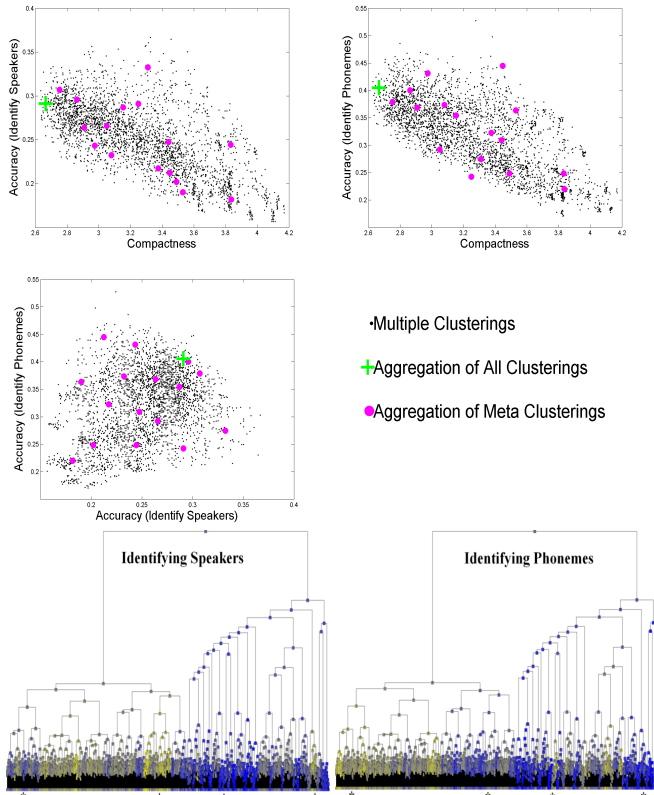 0.4
0.35
0.3
0.25
0.2
2.6 2.8 3 3.2 3.4 3.6 3.8 4 4.2
Accuracy (Identify Speakers)
Compactness
0.55
0.5
0.45
0.4
0.35
0.3
0.25
0.2
2.6 2.8 3 3.2 3.4 3.6 3.8 4 4.2
Accuracy (Identify Phonemes)
Compactness
0.55
0.5
0.45
0.4
0.35
0.3
0.25
0.2
0.2 0.25 0.3 0.35 0.4
Accuracy (Identify Phonemes)
Accuracy (Identify Speakers)
Multiple Clusterings
Aggregation of All Clusterings
Aggregation of Meta Clusterings
Identifying Speakers
Identifying Phonemes